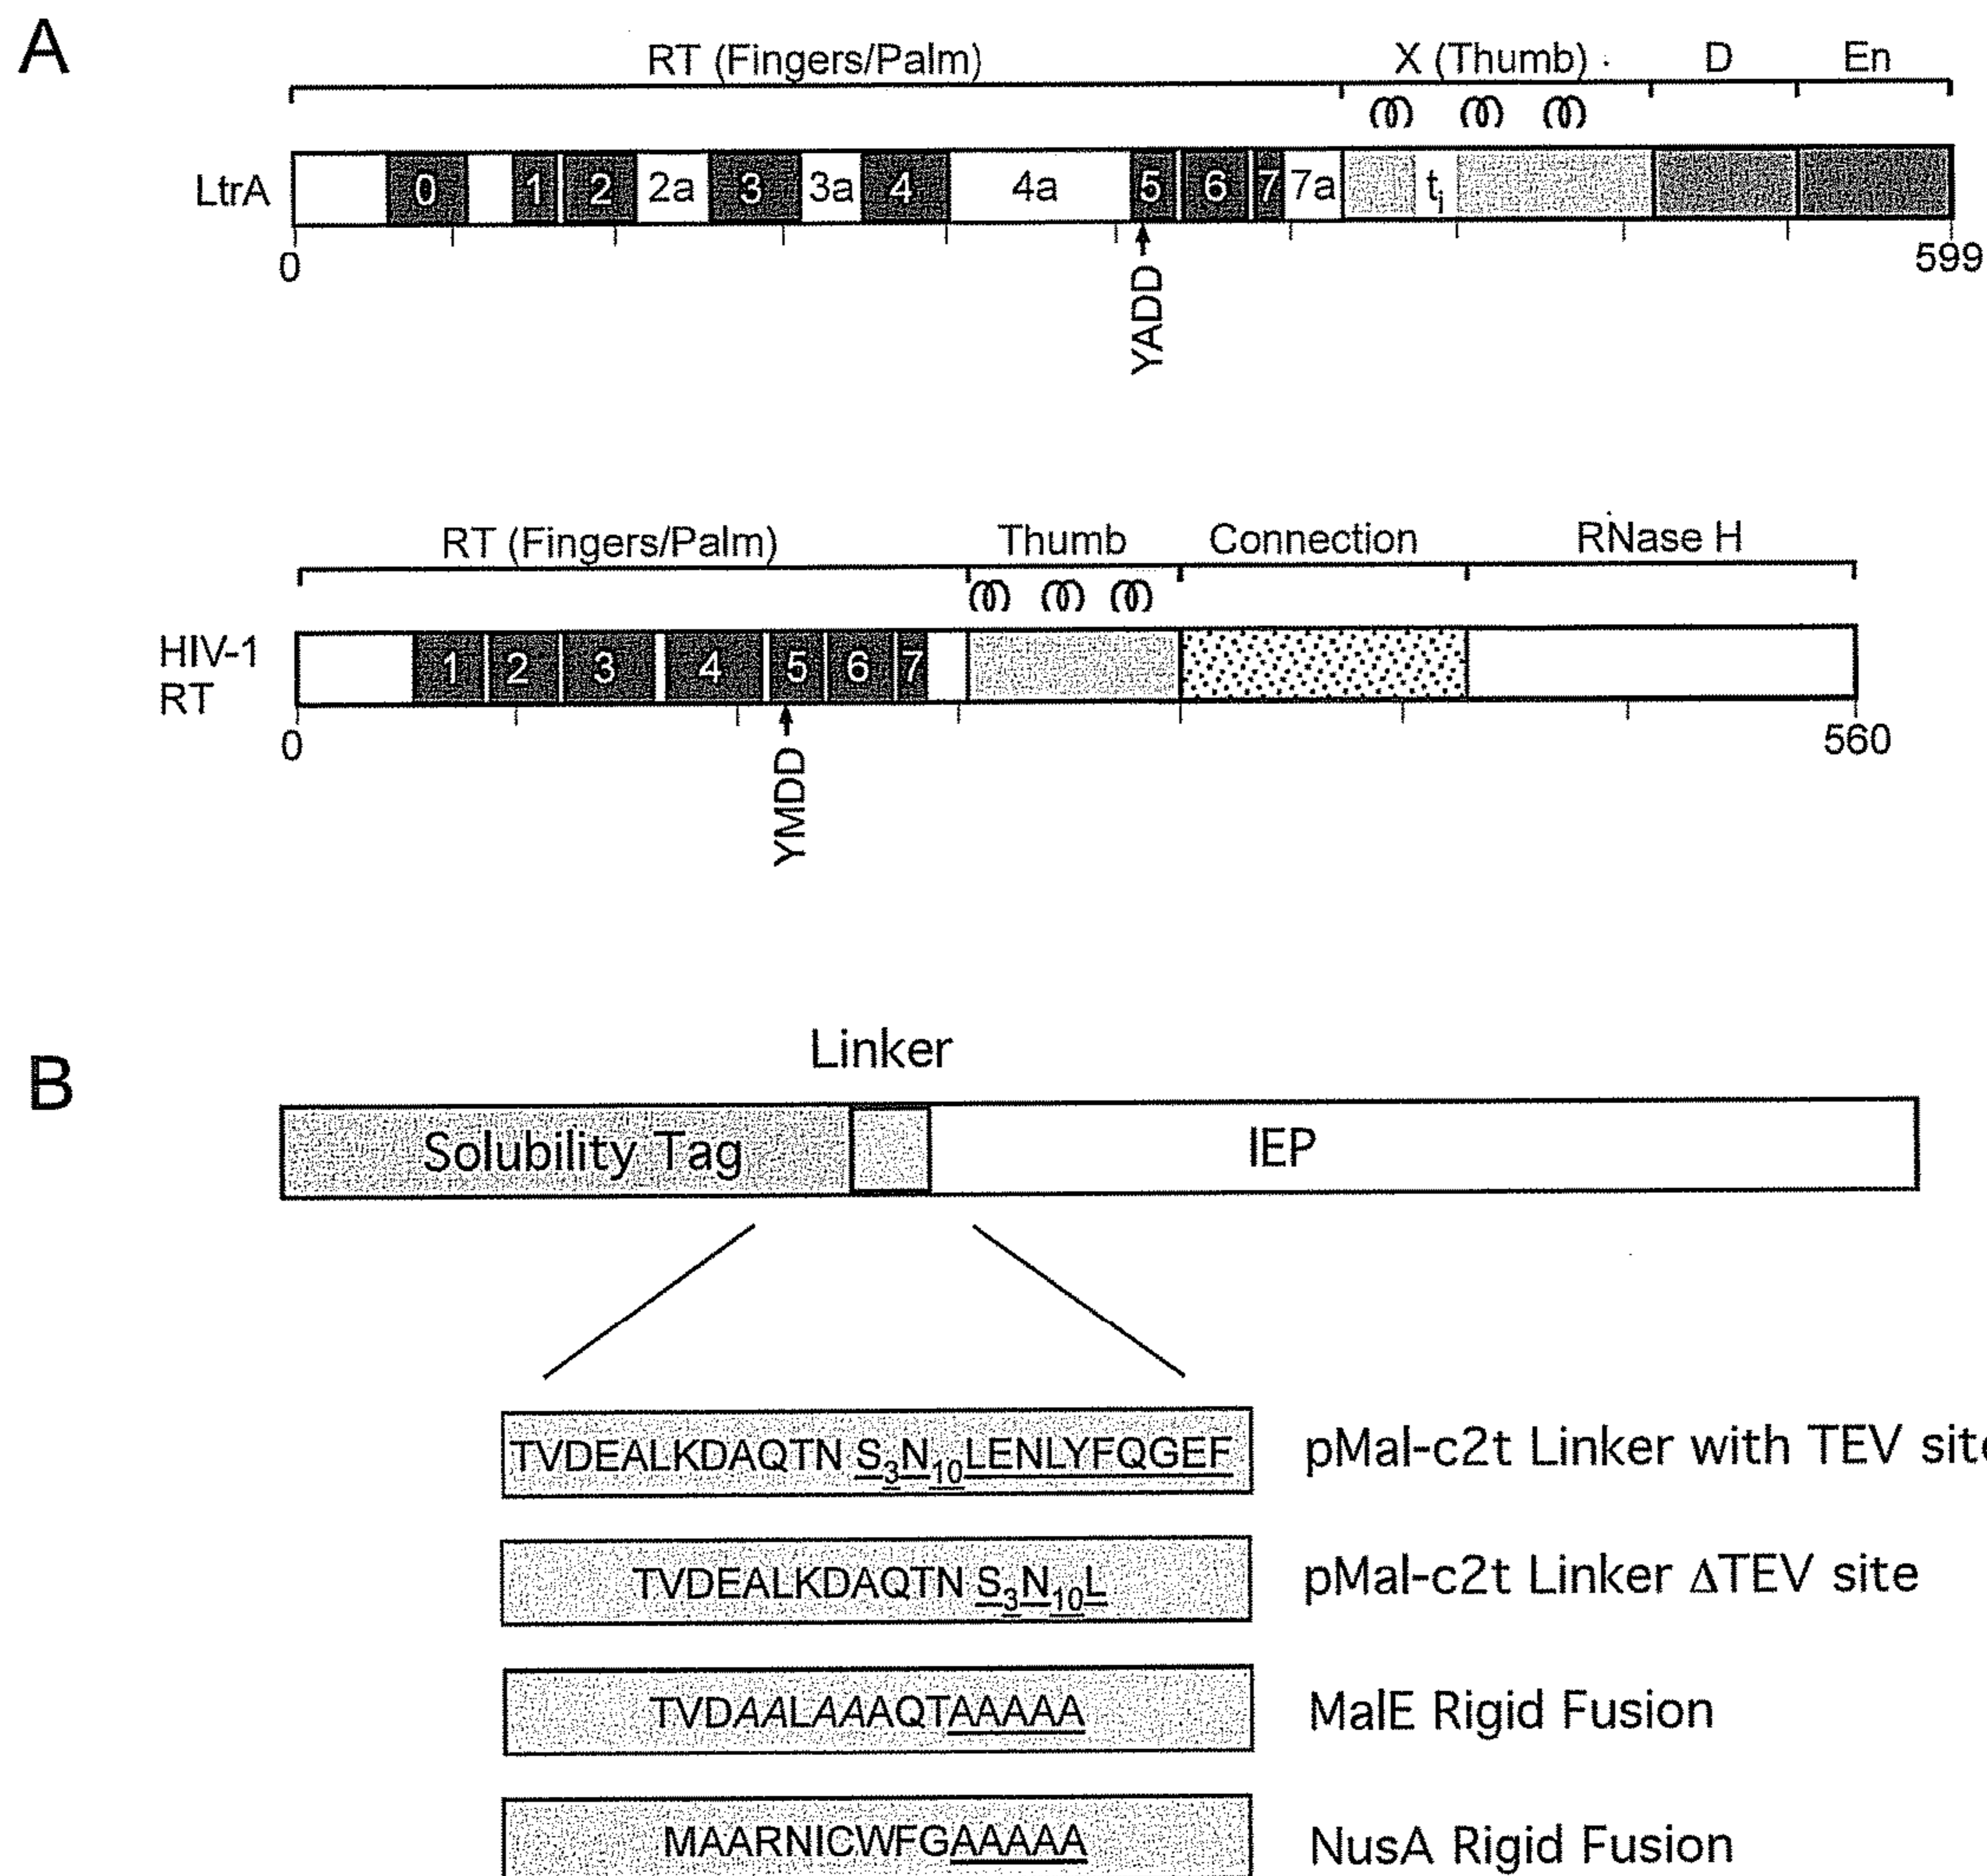 A
RT (Fingers/Palm) X (Thumb) D En
LtrA 0 1 2 2a 3 3a 4 4a 5 6 7 7a ti
0 599
YADD
RT (Fingers/Palm) Thumb Connection RNase H
HIV-1 RT 1 2 3 4 5 6 7
0 560
YMDD
B
Linker
Solubility Tag IEP
TVDEALKDAQTN S3N10LENLYFQGEF pMal-c2t Linker with TEV site
TVDEALKDAQTN S3N10L pMal-c2t Linker ΔTEV site
TVDAALAAAQTAAAAA MalE Rigid Fusion
MAARNICWFGAAAAA NusA Rigid Fusion